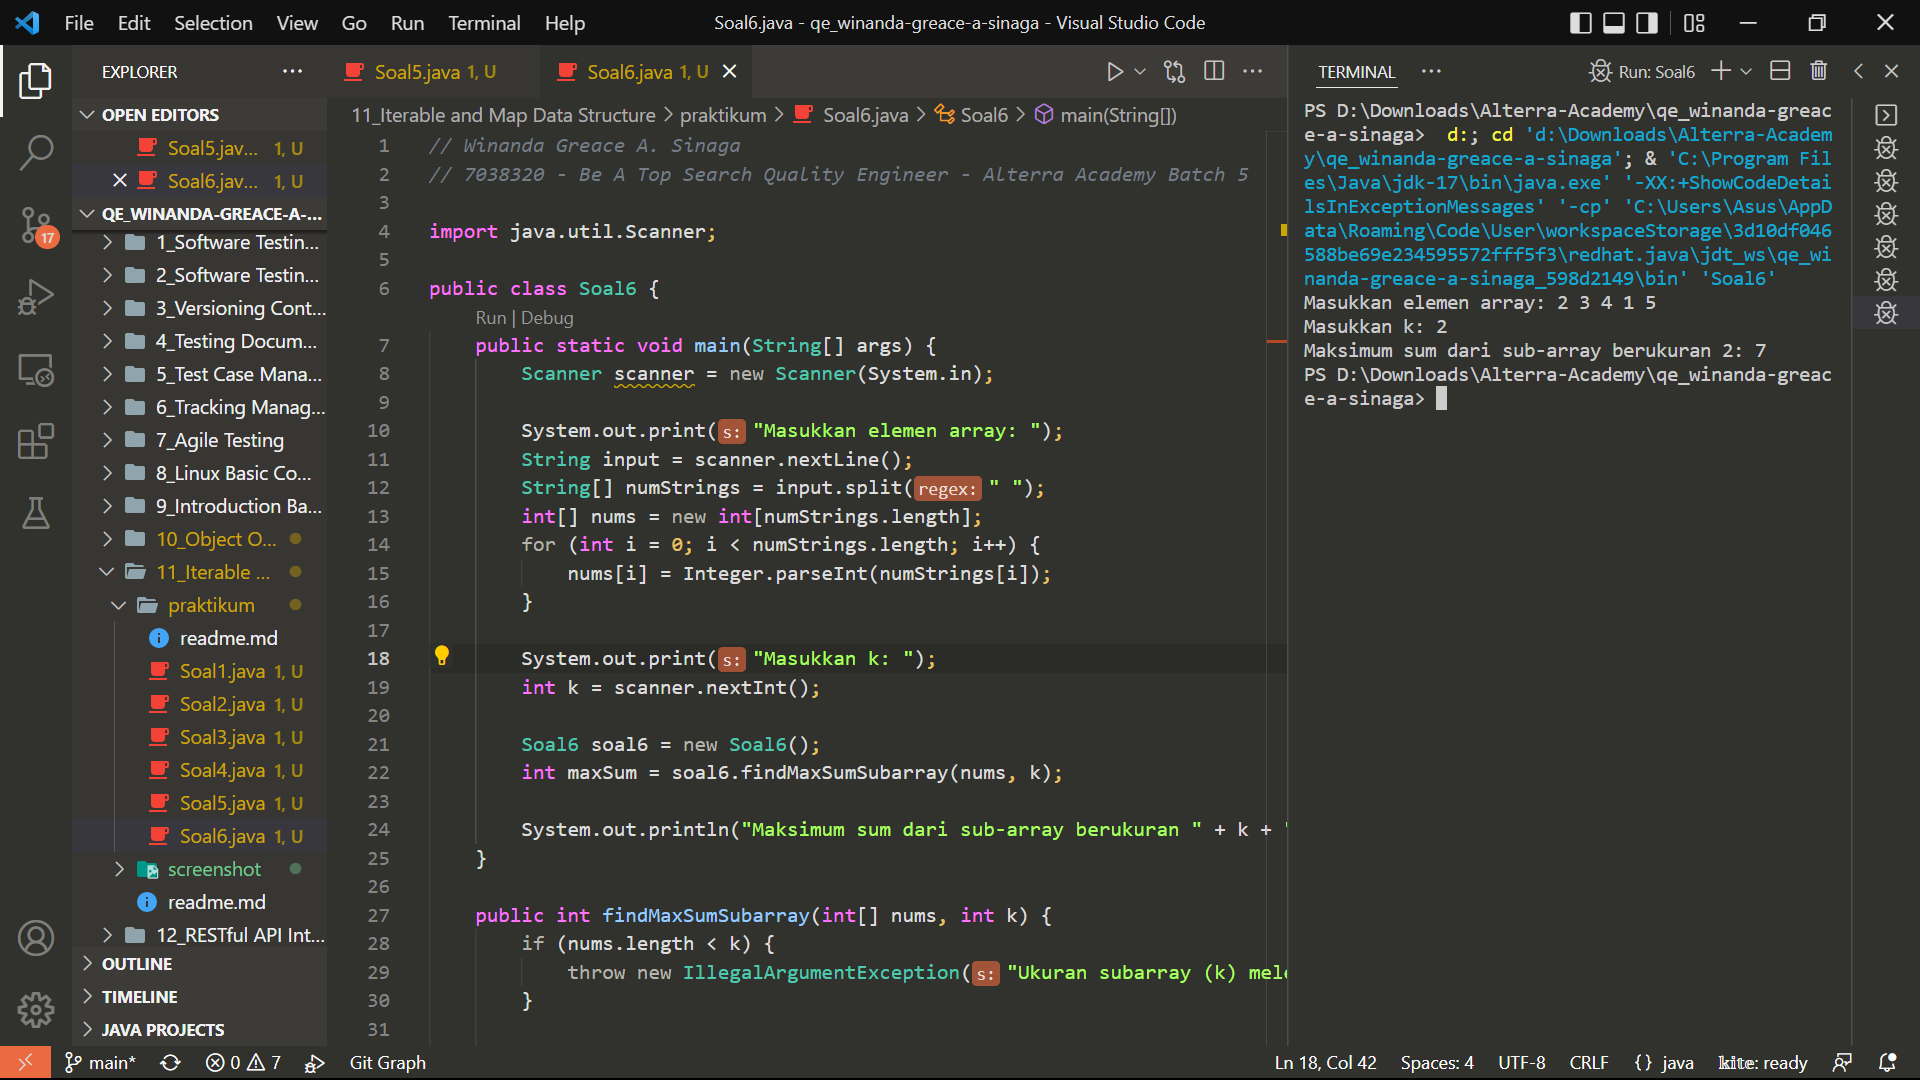 File Edit Selection View Go Run Terminal Help
Soal6.java - qe_winanda-greace-a-sinaga - Visual Studio Code
EXPLORER
OPEN EDITORS
Soal5.jav... 1, U
Soal6.jav... 1, U
QE_WINANDA-GREACE-A-...
1_Software Testin...
2_Software Testin...
3_Versioning Cont...
4_Testing Docum...
5_Test Case Mana...
6_Tracking Manag...
7_Agile Testing
8_Linux Basic Co...
9_Introduction Ba...
10_Object O...
11_Iterable ...
praktikum
readme.md
Soal1.java 1, U
Soal2.java 1, U
Soal3.java 1, U
Soal4.java 1, U
Soal5.java 1, U
Soal6.java 1, U
screenshot
readme.md
12_RESTful API Int...
OUTLINE
TIMELINE
JAVA PROJECTS
17
Soal5.java 1, U
Soal6.java 1, U
11_Iterable and Map Data Structure > praktikum > Soal6.java > Soal6 > main(String[])
1 // Winanda Greace A. Sinaga
2 // 7038320 - Be A Top Search Quality Engineer - Alterra Academy Batch 5
3
4 import java.util.Scanner;
5
6 public class Soal6 {
Run | Debug
7 public static void main(String[] args) {
8 Scanner scanner = new Scanner(System.in);
9
10 System.out.print(s: "Masukkan elemen array: ");
11 String input = scanner.nextLine();
12 String[] numStrings = input.split(regex: " ");
13 int[] nums = new int[numStrings.length];
14 for (int i = 0; i < numStrings.length; i++) {
15 nums[i] = Integer.parseInt(numStrings[i]);
16 }
17
18 System.out.print(s: "Masukkan k: ");
19 int k = scanner.nextInt();
20
21 Soal6 soal6 = new Soal6();
22 int maxSum = soal6.findMaxSumSubarray(nums, k);
23
24 System.out.println("Maksimum sum dari sub-array berukuran " + k + "
25 }
26
27 public int findMaxSumSubarray(int[] nums, int k) {
28 if (nums.length < k) {
29 throw new IllegalArgumentException(s: "Ukuran subarray (k) mele
30 }
31
TERMINAL
Run: Soal6
PS D:\Downloads\Alterra-Academy\qe_winanda-greac
e-a-sinaga> d:; cd 'd:\Downloads\Alterra-Academ
y\qe_winanda-greace-a-sinaga'; & 'C:\Program Fil
es\Java\jdk-17\bin\java.exe' '-XX:+ShowCodeDetai
lsInExceptionMessages' '-cp' 'C:\Users\Asus\AppD
ata\Roaming\Code\User\workspaceStorage\3d10df046
588be69e234595572fff5f3\redhat.java\jdt_ws\qe_wi
nanda-greace-a-sinaga_598d2149\bin' 'Soal6'
Masukkan elemen array: 2 3 4 1 5
Masukkan k: 2
Maksimum sum dari sub-array berukuran 2: 7
PS D:\Downloads\Alterra-Academy\qe_winanda-greac
e-a-sinaga>
main* 0 7 Git Graph
Ln 18, Col 42 Spaces: 4 UTF-8 CRLF {} java kite: ready